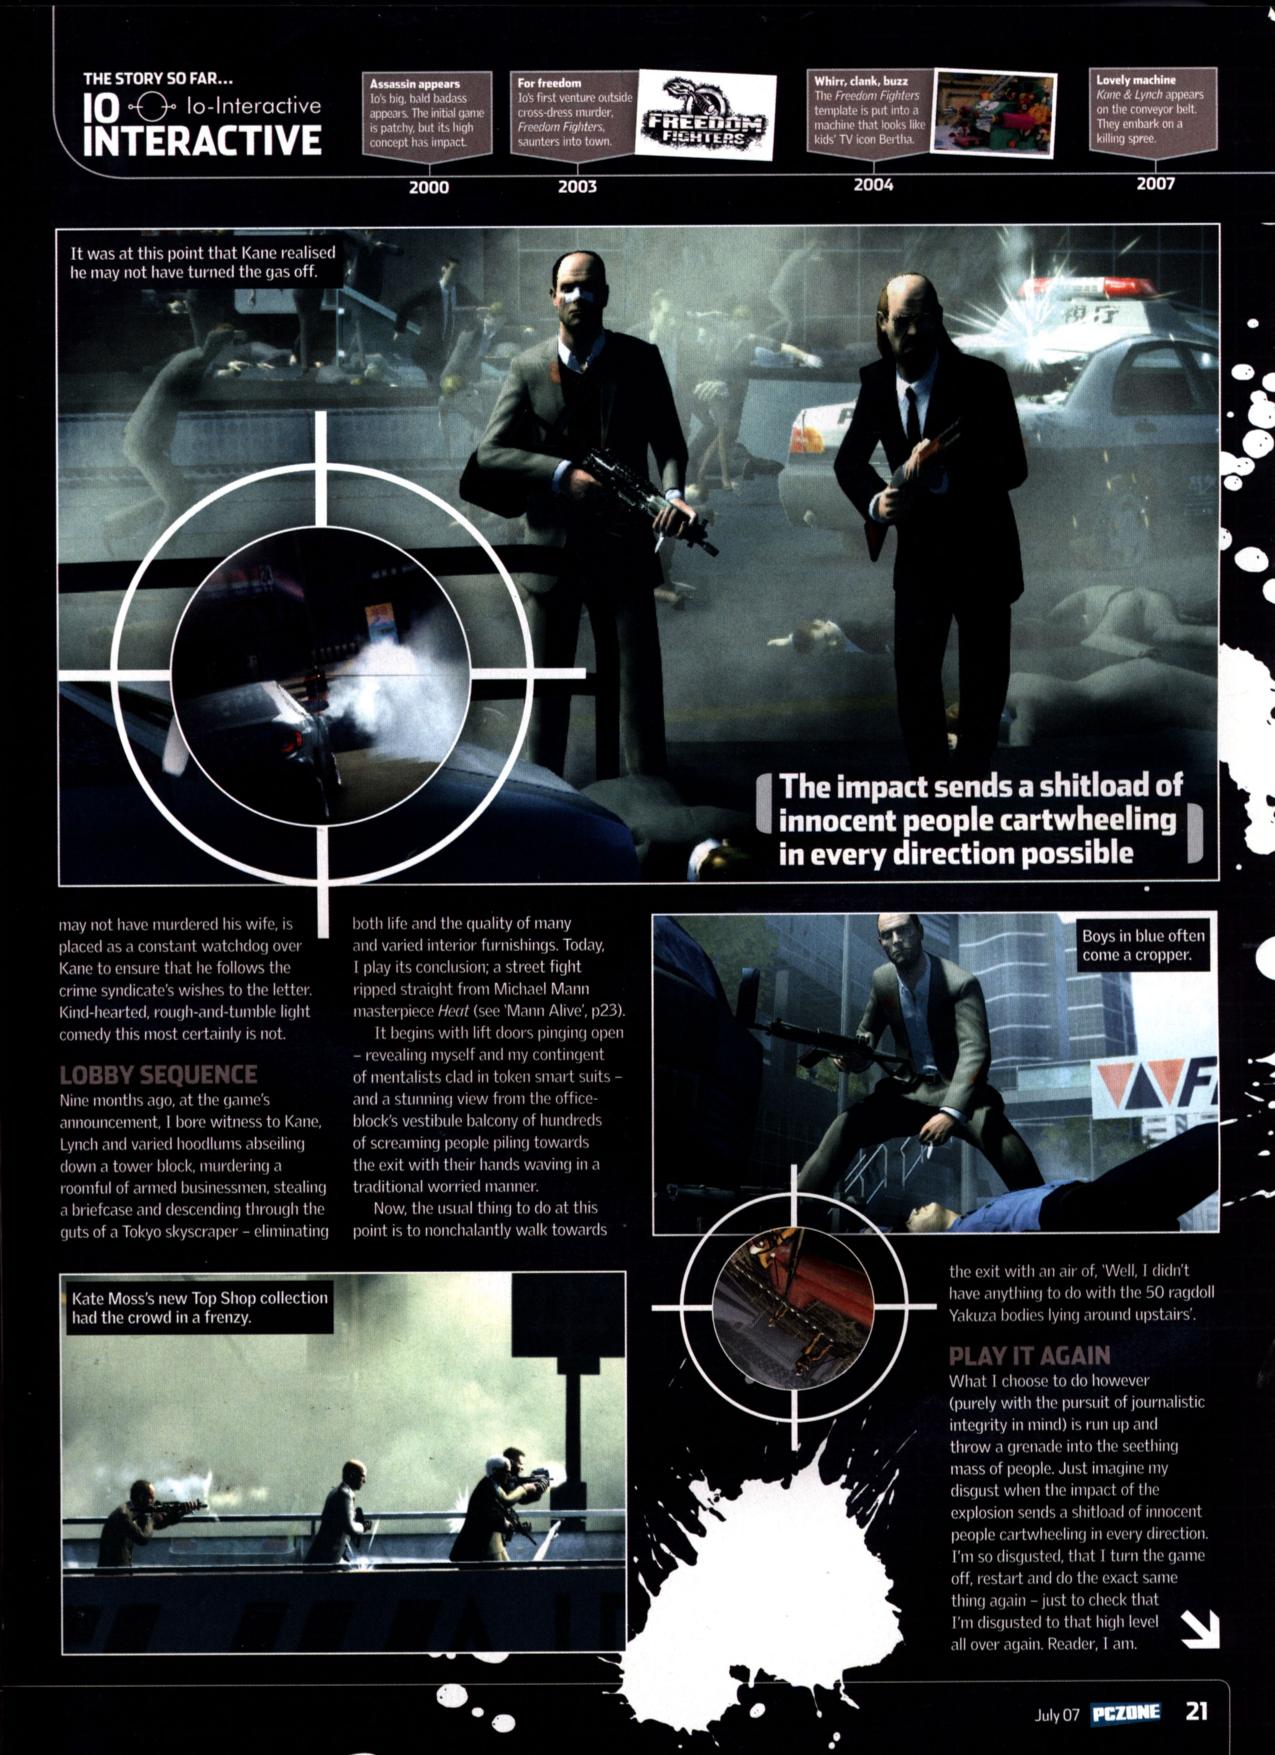 THE STORY SO FAR...
IO Io-Interactive
INTERACTIVE
Assassin appears
Io's big, bald badass
appears. The initial game
is patchy, but its high
concept has impact.
2000
For freedom
Io's first venture outside
cross-dress murder,
Freedom Fighters,
saunters into town.
2003
FREEDOM
FIGHTERS
Whirr, clank, buzz
The Freedom Fighters
template is put into a
machine that looks like
kids' TV icon Bertha.
2004
Lovely machine
Kane & Lynch appears
on the conveyor belt.
They embark on a
killing spree.
2007
It was at this point that Kane realised
he may not have turned the gas off.
視庁
The impact sends a shitload of
innocent people cartwheeling
in every direction possible
may not have murdered his wife, is
placed as a constant watchdog over
Kane to ensure that he follows the
crime syndicate's wishes to the letter.
Kind-hearted, rough-and-tumble light
comedy this most certainly is not.
LOBBY SEQUENCE
Nine months ago, at the game's
announcement, I bore witness to Kane,
Lynch and varied hoodlums abseiling
down a tower block, murdering a
roomful of armed businessmen, stealing
a briefcase and descending through the
guts of a Tokyo skyscraper – eliminating
both life and the quality of many
and varied interior furnishings. Today,
I play its conclusion; a street fight
ripped straight from Michael Mann
masterpiece Heat (see 'Mann Alive', p23).
It begins with lift doors pinging open
– revealing myself and my contingent
of mentalists clad in token smart suits –
and a stunning view from the office-
block's vestibule balcony of hundreds
of screaming people piling towards
the exit with their hands waving in a
traditional worried manner.
Now, the usual thing to do at this
point is to nonchalantly walk towards
Boys in blue often
come a cropper.
Kate Moss's new Top Shop collection
had the crowd in a frenzy.
the exit with an air of, 'Well, I didn't
have anything to do with the 50 ragdoll
Yakuza bodies lying around upstairs'.
PLAY IT AGAIN
What I choose to do however
(purely with the pursuit of journalistic
integrity in mind) is run up and
throw a grenade into the seething
mass of people. Just imagine my
disgust when the impact of the
explosion sends a shitload of innocent
people cartwheeling in every direction.
I'm so disgusted, that I turn the game
off, restart and do the exact same
thing again – just to check that
I'm disgusted to that high level
all over again. Reader, I am.
July 07 PCZONE 21